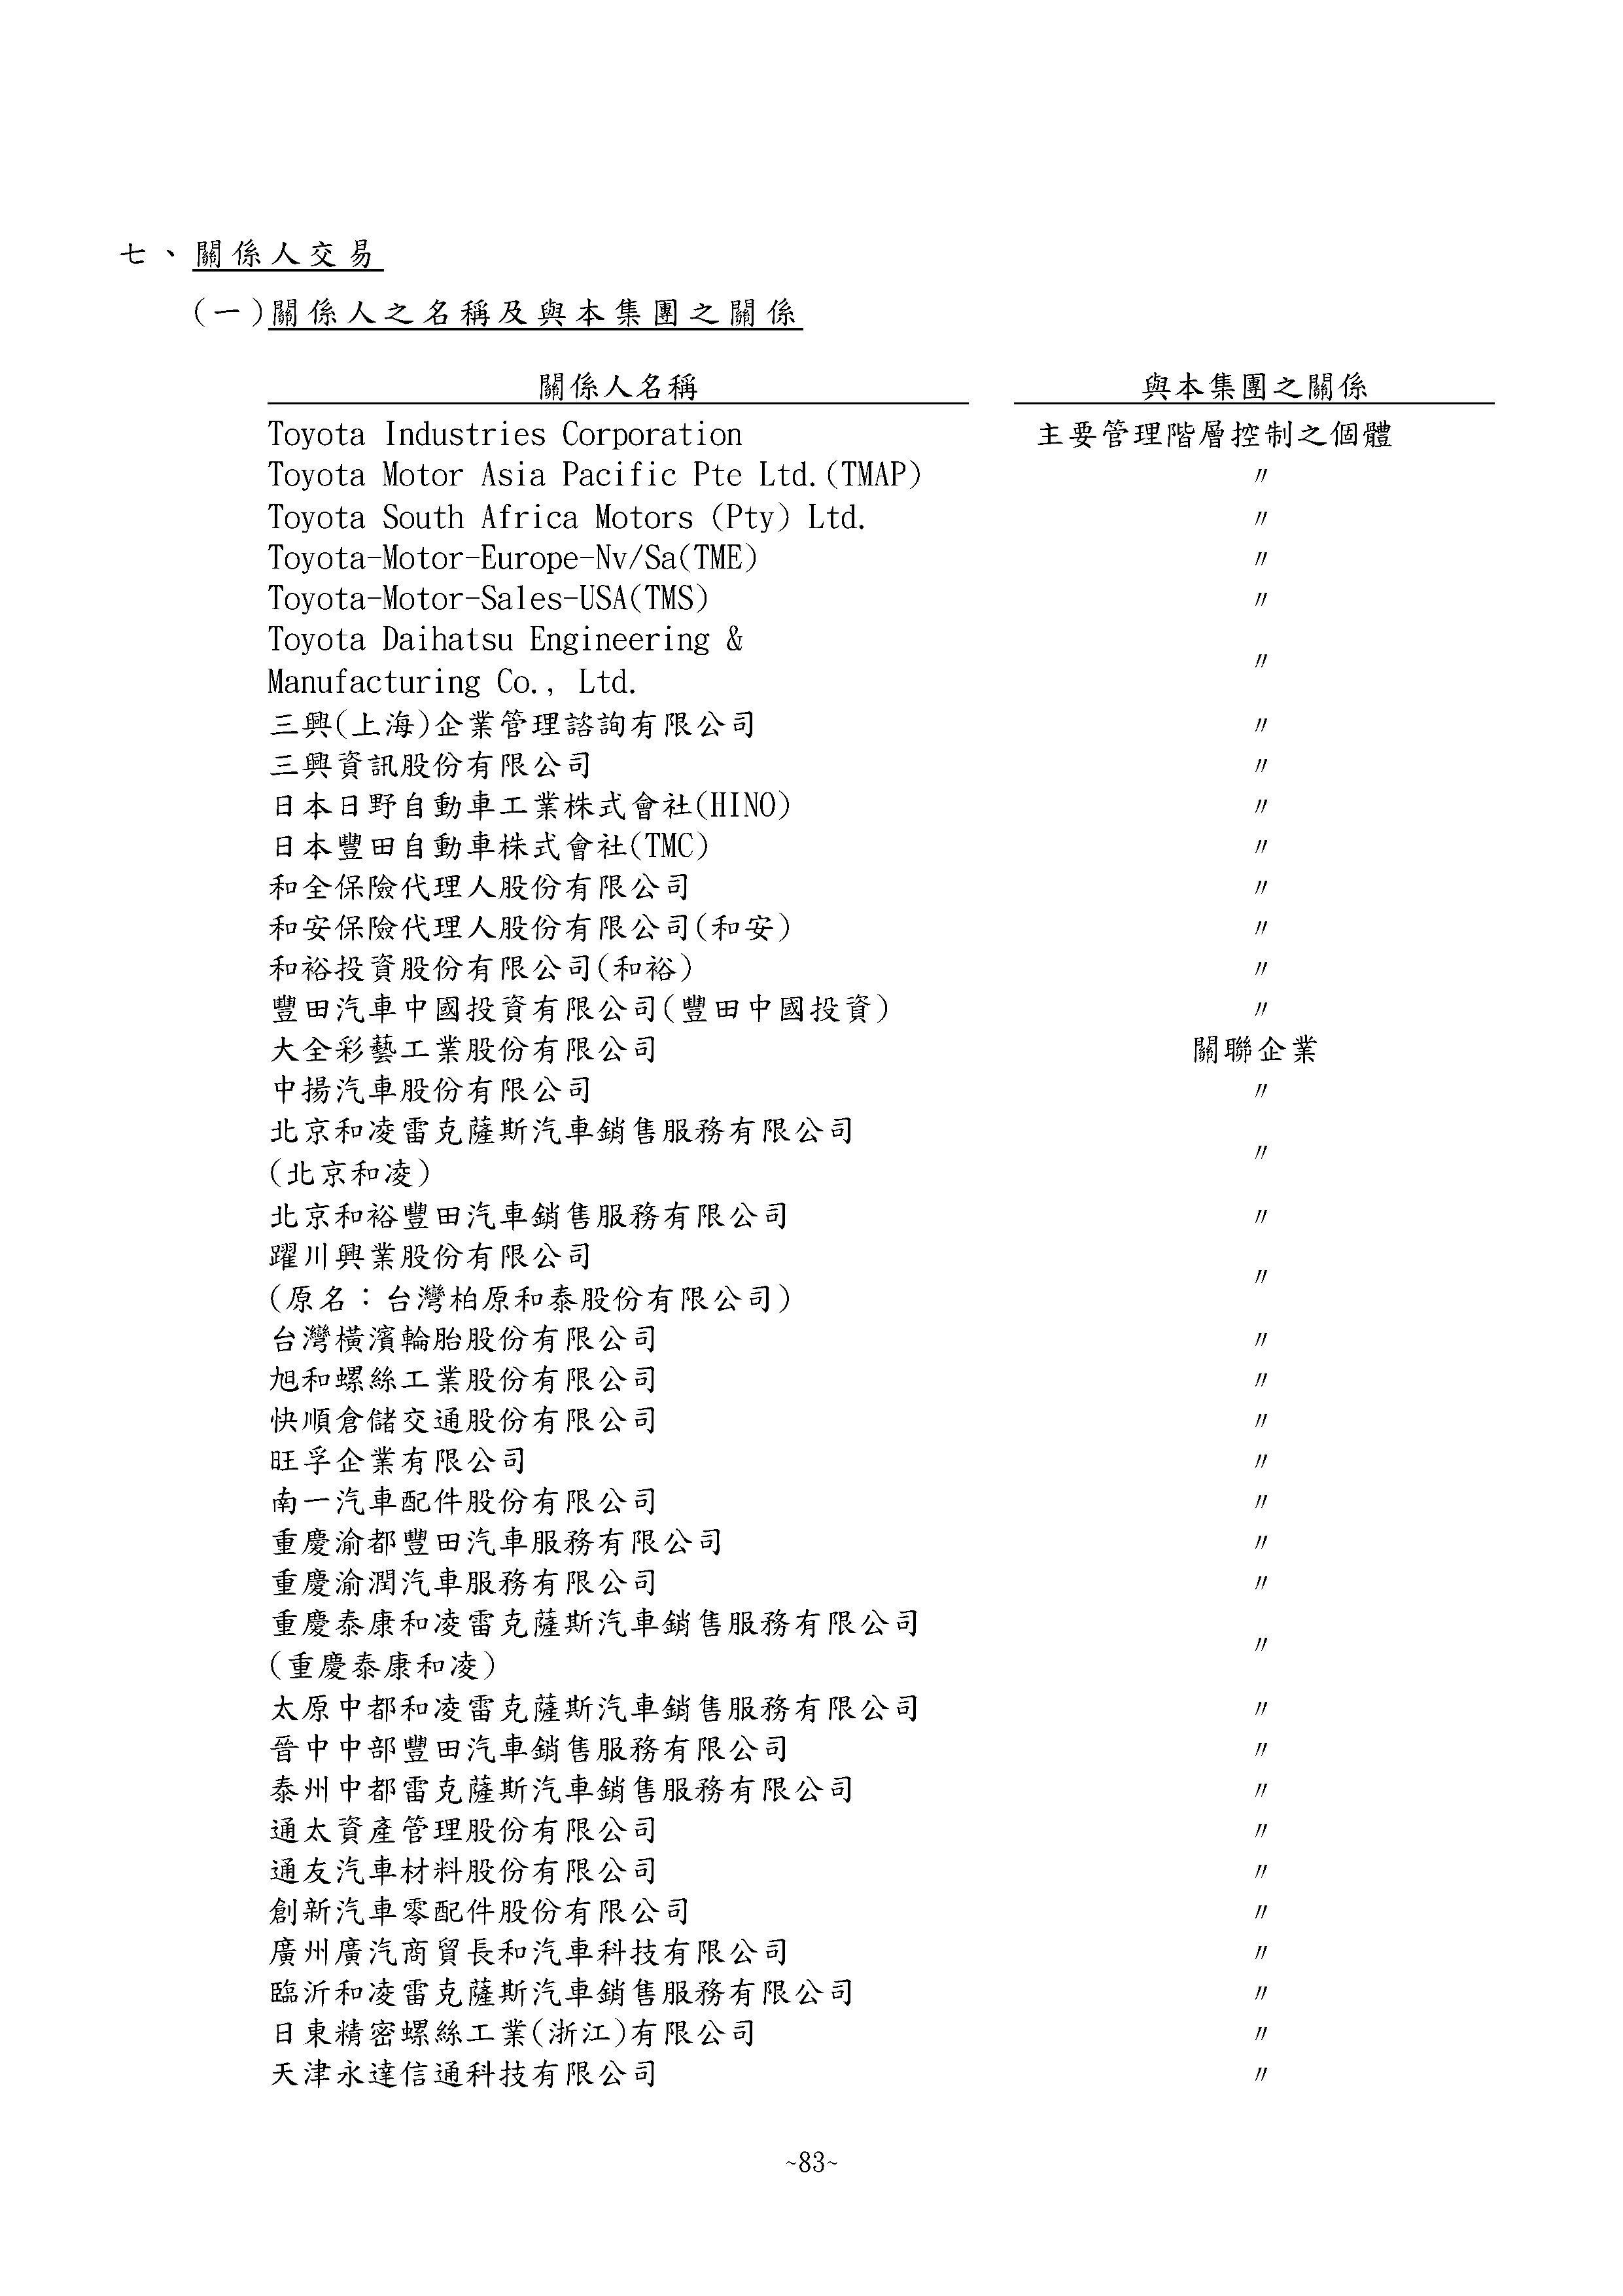 七、關係人交易
(一)關係人之名稱及與本集團之關係
關係人名稱 與本集團之關係
Toyota Industries Corporation 主要管理階層控制之個體
Toyota Motor Asia Pacific Pte Ltd.(TMAP) 〃
Toyota South Africa Motors (Pty) Ltd. 〃
Toyota-Motor-Europe-Nv/Sa(TME) 〃
Toyota-Motor-Sales-USA(TMS) 〃
Toyota Daihatsu Engineering &
Manufacturing Co., Ltd. 〃
三興(上海)企業管理諮詢有限公司 〃
三興資訊股份有限公司 〃
日本日野自動車工業株式會社(HINO) 〃
日本豐田自動車株式會社(TMC) 〃
和全保險代理人股份有限公司 〃
和安保險代理人股份有限公司(和安) 〃
和裕投資股份有限公司(和裕) 〃
豐田汽車中國投資有限公司(豐田中國投資) 〃
大全彩藝工業股份有限公司 關聯企業
中揚汽車股份有限公司 〃
北京和凌雷克薩斯汽車銷售服務有限公司
(北京和凌) 〃
北京和裕豐田汽車銷售服務有限公司 〃
躍川興業股份有限公司
(原名：台灣柏原和泰股份有限公司) 〃
台灣橫濱輪胎股份有限公司 〃
旭和螺絲工業股份有限公司 〃
快順倉儲交通股份有限公司 〃
旺孚企業有限公司 〃
南一汽車配件股份有限公司 〃
重慶渝都豐田汽車服務有限公司 〃
重慶渝潤汽車服務有限公司 〃
重慶泰康和凌雷克薩斯汽車銷售服務有限公司
(重慶泰康和凌) 〃
太原中都和凌雷克薩斯汽車銷售服務有限公司 〃
晉中中部豐田汽車銷售服務有限公司 〃
泰州中都雷克薩斯汽車銷售服務有限公司 〃
通太資產管理股份有限公司 〃
通友汽車材料股份有限公司 〃
創新汽車零配件股份有限公司 〃
廣州廣汽商貿長和汽車科技有限公司 〃
臨沂和凌雷克薩斯汽車銷售服務有限公司 〃
日東精密螺絲工業(浙江)有限公司 〃
天津永達信通科技有限公司 〃
~83~